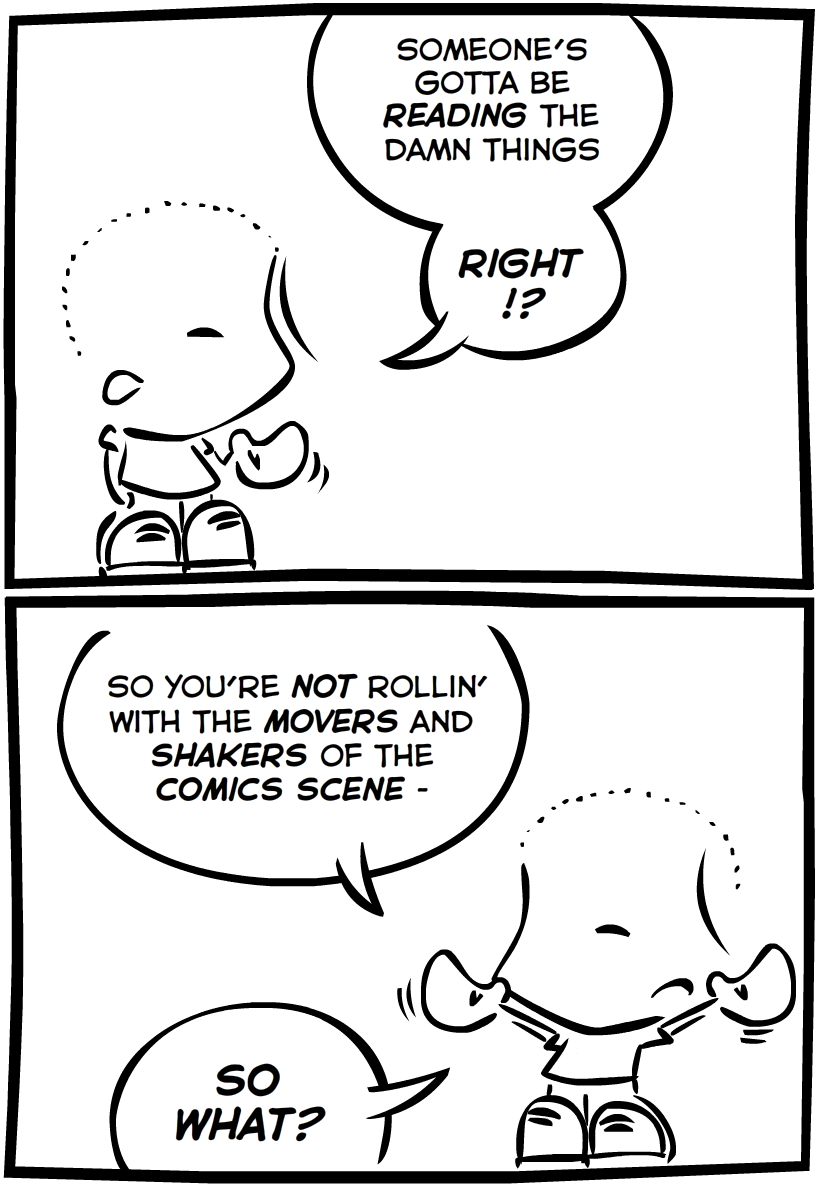 SOMEONE'S
GOTTA BE
READING THE
DAMN THINGS
RIGHT
!?
SO YOU'RE NOT ROLLIN'
WITH THE MOVERS AND
SHAKERS OF THE
COMICS SCENE -
SO
WHAT?